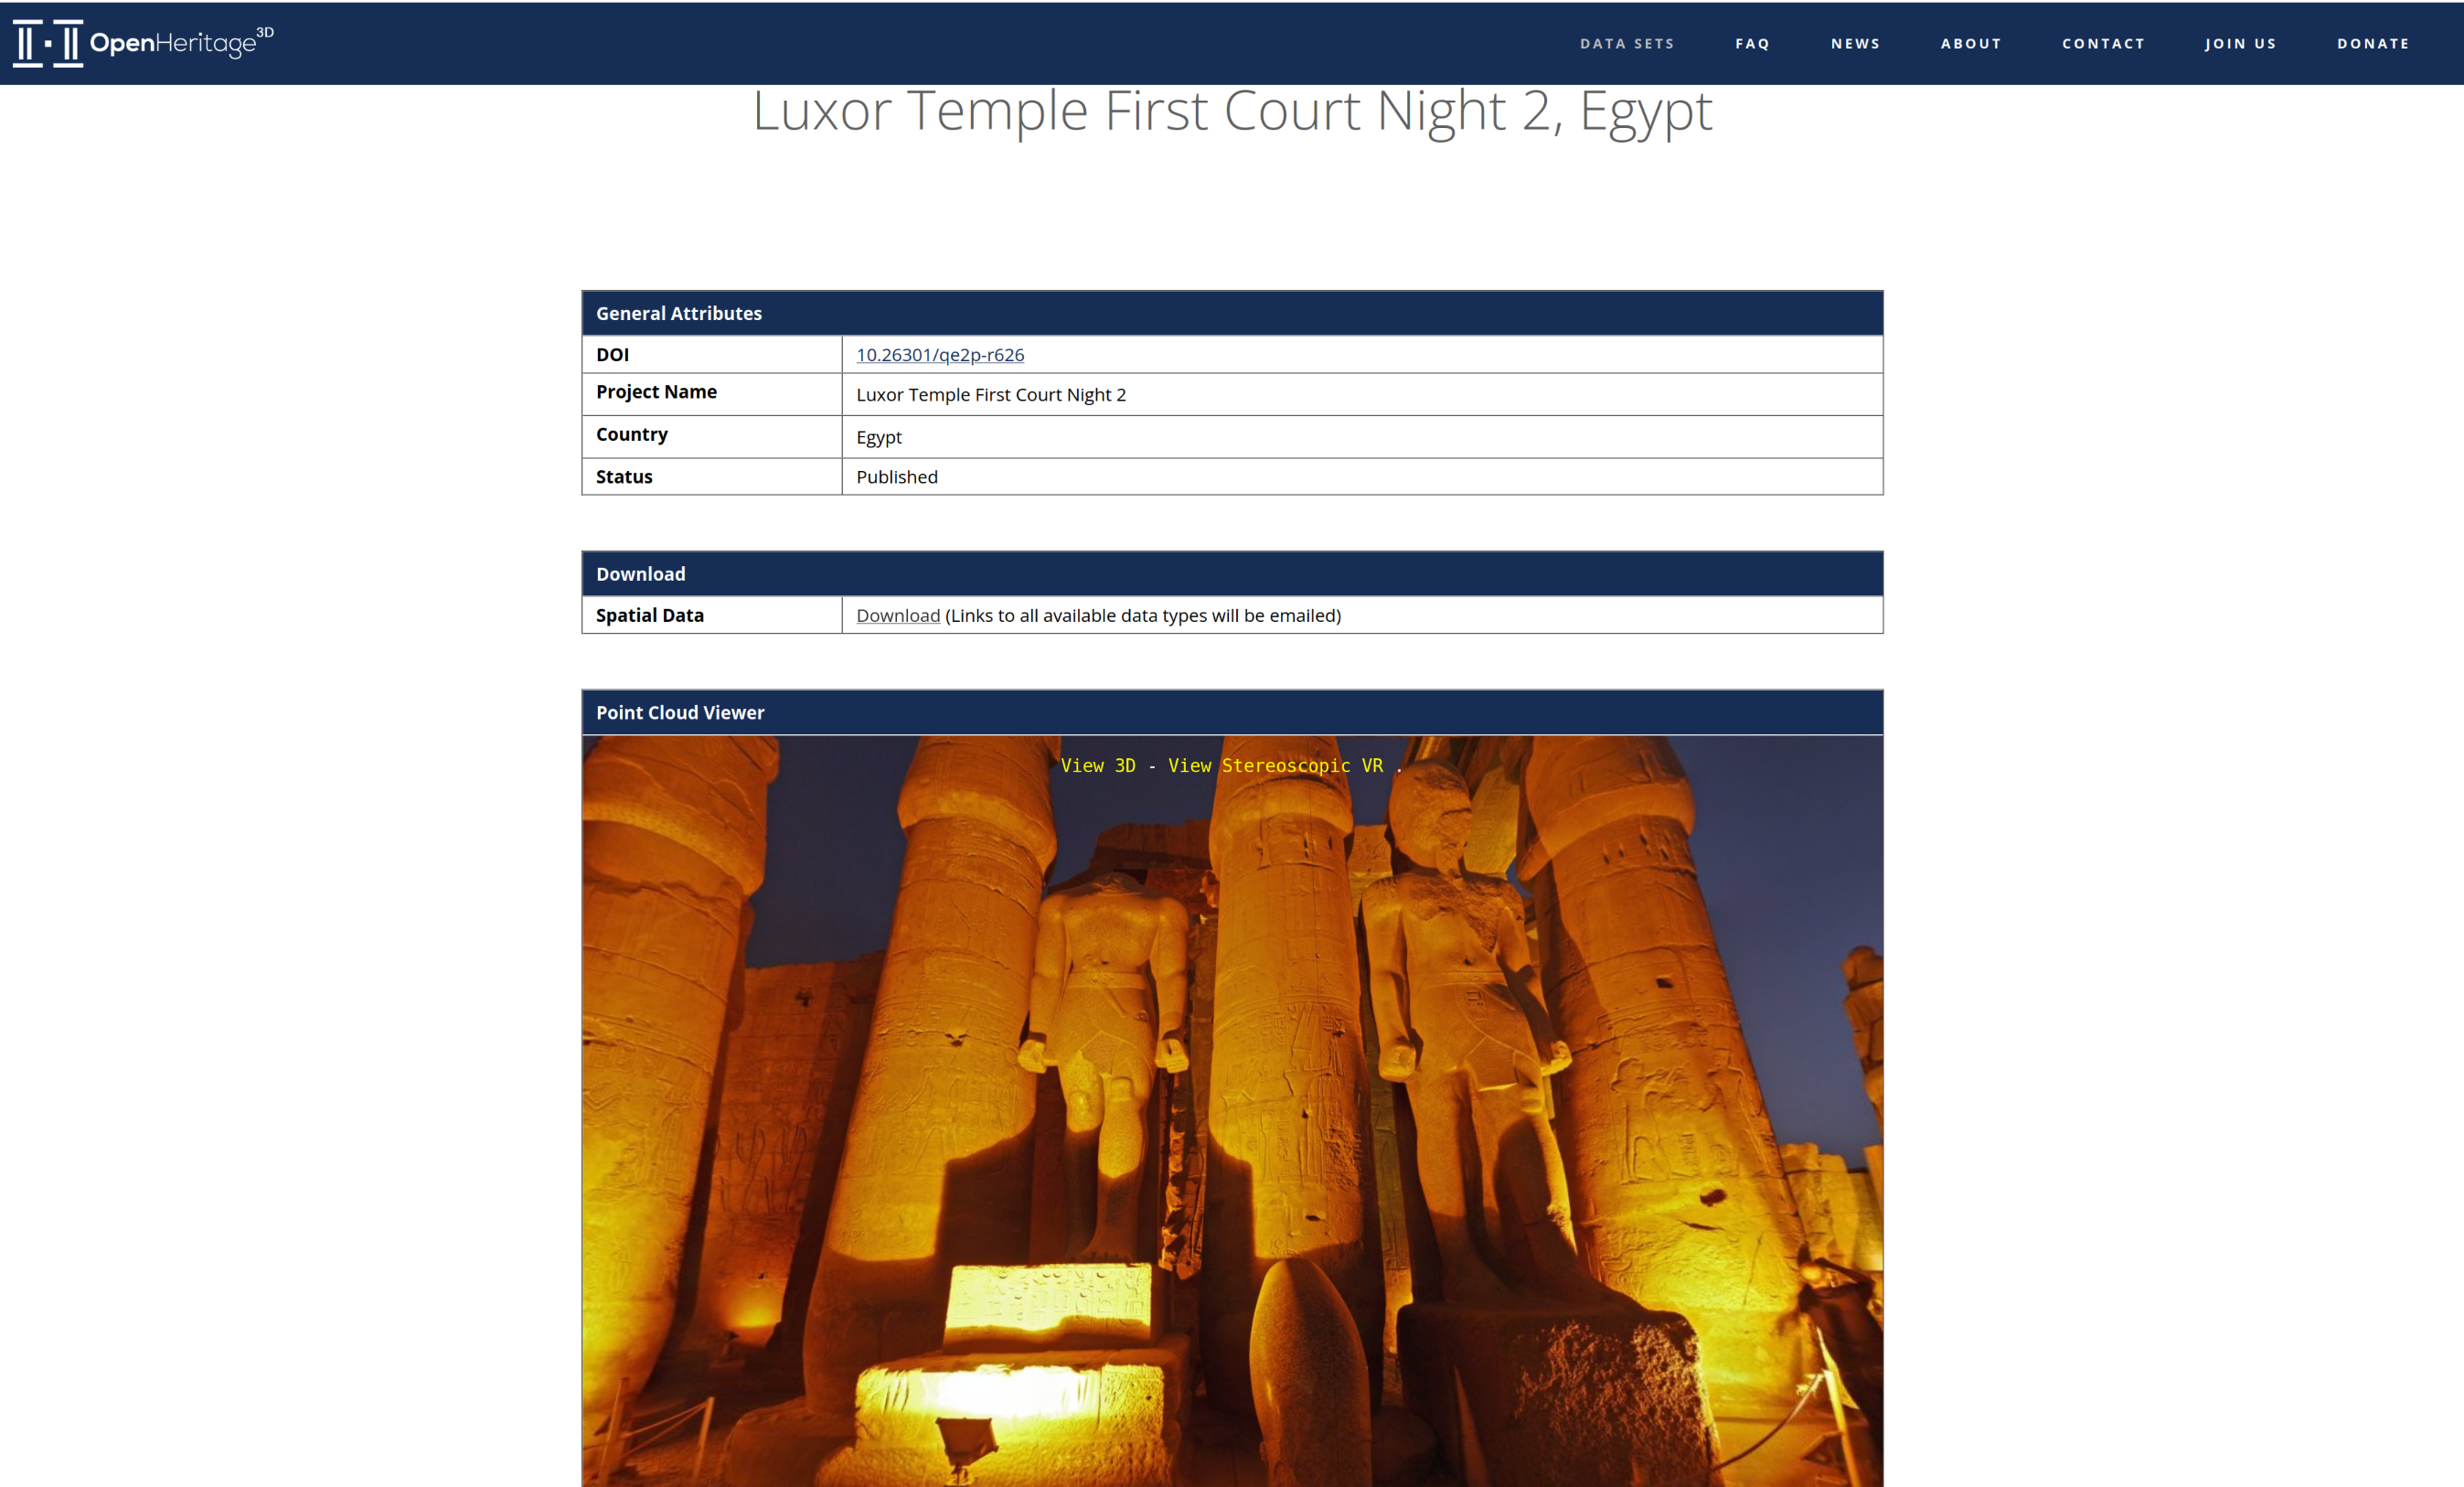 OpenHeritage3D
DATA SETS FAQ NEWS ABOUT CONTACT JOIN US DONATE
Luxor Temple First Court Night 2, Egypt
General Attributes
DOI 10.26301/qe2p-r626
Project Name Luxor Temple First Court Night 2
Country Egypt
Status Published
Download
Spatial Data Download (Links to all available data types will be emailed)
Point Cloud Viewer
View 3D - View Stereoscopic VR .